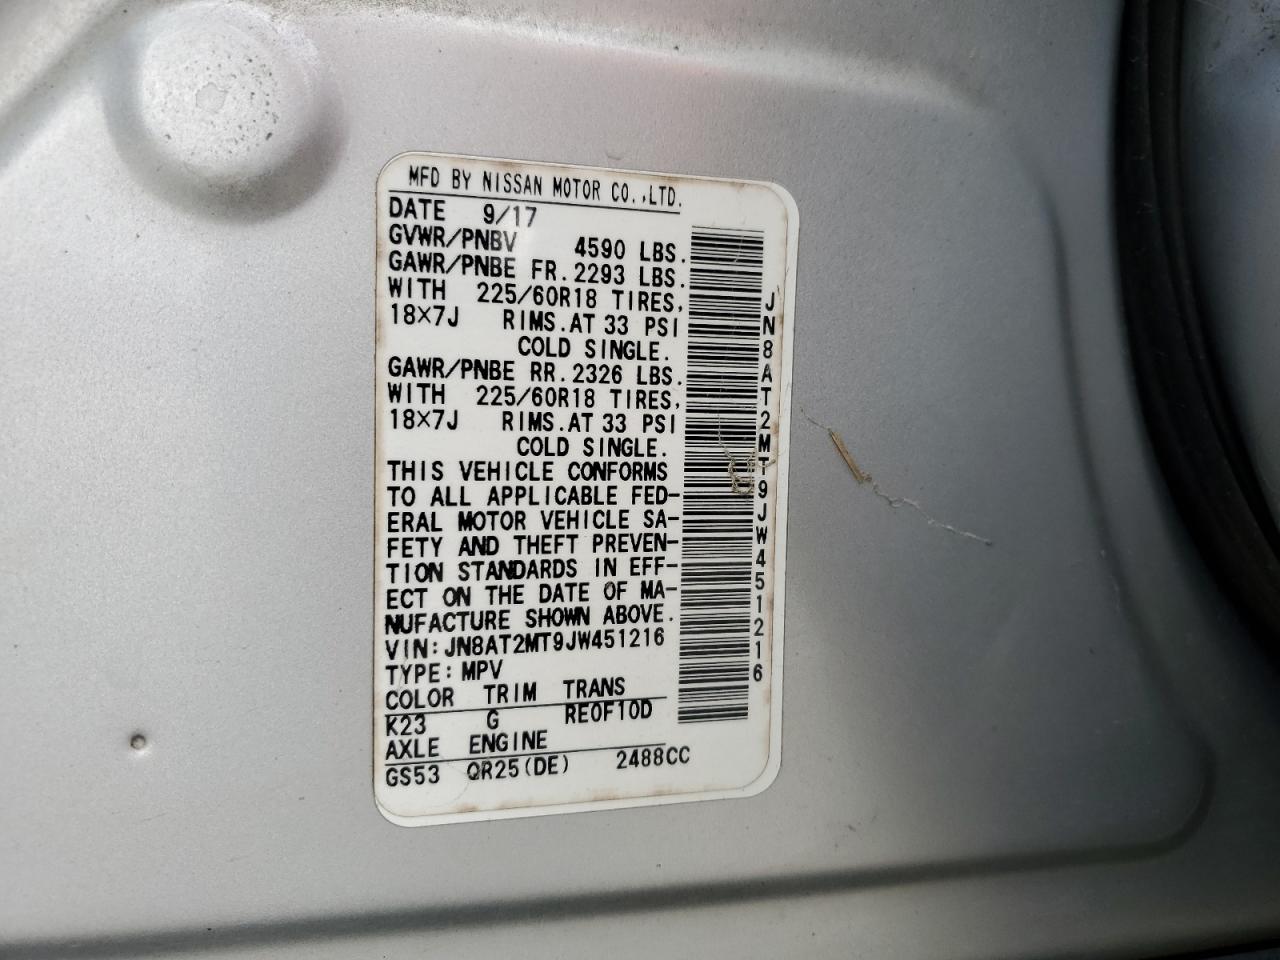 MFD BY NISSAN MOTOR CO.,LTD.
DATE 9/17
GVWR/PNBV 4590 LBS.
GAWR/PNBE FR.2293 LBS.
WITH 225/60R18 TIRES,
18×7J RIMS.AT 33 PSI
COLD SINGLE.
GAWR/PNBE RR.2326 LBS.
WITH 225/60R18 TIRES,
18×7J RIMS.AT 33 PSI
COLD SINGLE.
THIS VEHICLE CONFORMS
TO ALL APPLICABLE FED-
ERAL MOTOR VEHICLE SA-
FETY AND THEFT PREVEN-
TION STANDARDS IN EFF-
ECT ON THE DATE OF MA-
NUFACTURE SHOWN ABOVE.
VIN:JN8AT2MT9JW451216
TYPE:MPV
COLOR TRIM TRANS
K23 G RE0F10D
AXLE ENGINE
GS53 QR25(DE) 2488CC
JN8AT2MT9JW451216